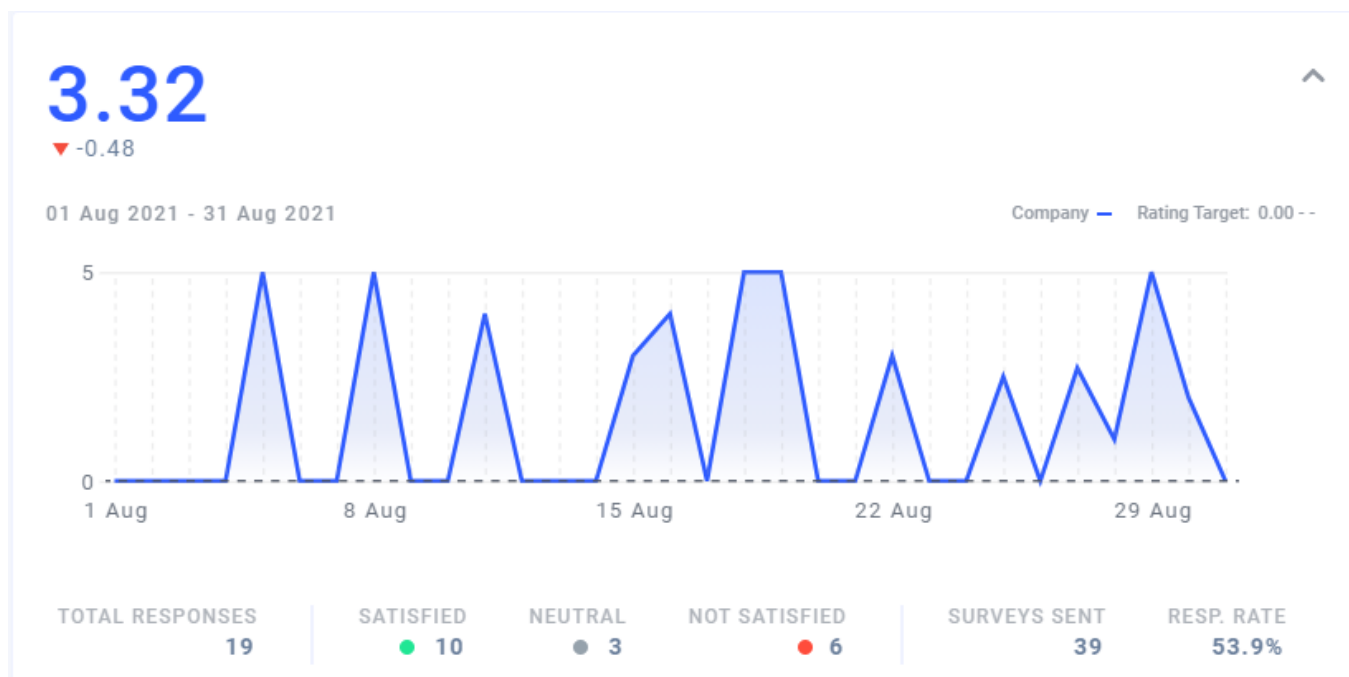 3.32
-0.48
01 Aug 2021 - 31 Aug 2021
Company
Rating Target: 0.00 - -
5
0
1 Aug 8 Aug 15 Aug 22 Aug 29 Aug
TOTAL RESPONSES SATISFIED NEUTRAL NOT SATISFIED SURVEYS SENT RESP. RATE
19 10 3 6 39 53.9%